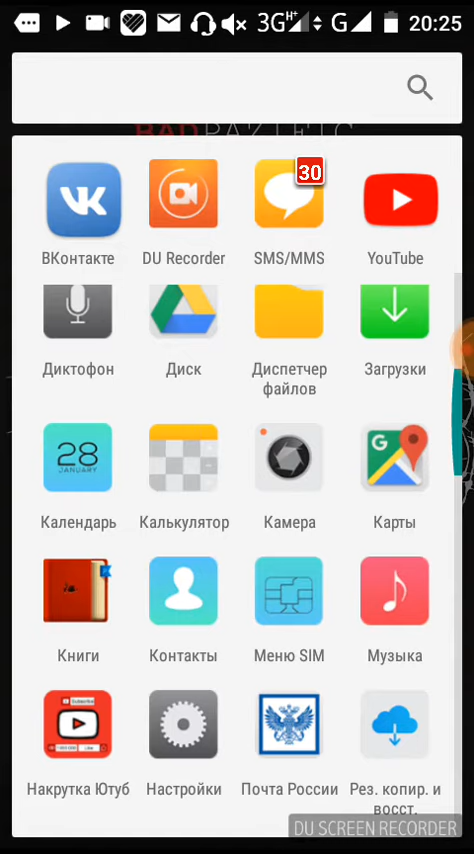 3G H+ G 20:25
BAD PAZIFIC
30
ВКонтакте DU Recorder SMS/MMS YouTube
Диктофон Диск Диспетчер файлов Загрузки
28
JANUARY
G
Календарь Калькулятор Камера Карты
Книги Контакты Меню SIM Музыка
Subscribe
Накрутка Ютуб Настройки Почта России Рез. копир. и
восст.
DU SCREEN RECORDER